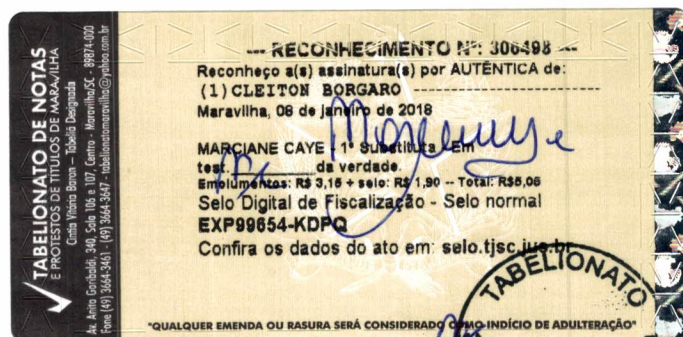 TABELIONATO DE NOTAS
E PROTESTOS DE TÍTULOS DE MARAVILHA
Cintia Vitória Baron - Tabeliã Designada
Av. Anita Garibaldi, 340, Sala 106 e 107, Centro - Maravilha/SC - 89874-000
Fone (49) 3664-3461 - (49) 3664-3647 - tabelionatomaravilha@yahoo.com.br
--- RECONHECIMENTO Nº: 306498 ---
Reconheço a(s) assinatura(s) por AUTÊNTICA de:
(1) CLEITON BORGARO --------------------
Maravilha, 08 de janeiro de 2018
MARCIANE CAYE - 1ª Substituta - Em
test. ________ da verdade.
Emolumentos: R$ 3,15 + selo: R$ 1,90 -- Total: R$5,05
Selo Digital de Fiscalização - Selo normal
EXP99654-KDPQ
Confira os dados do ato em: selo.tjsc.jus.br
TABELIONATO
"QUALQUER EMENDA OU RASURA SERÁ CONSIDERADO COMO INDÍCIO DE ADULTERAÇÃO"